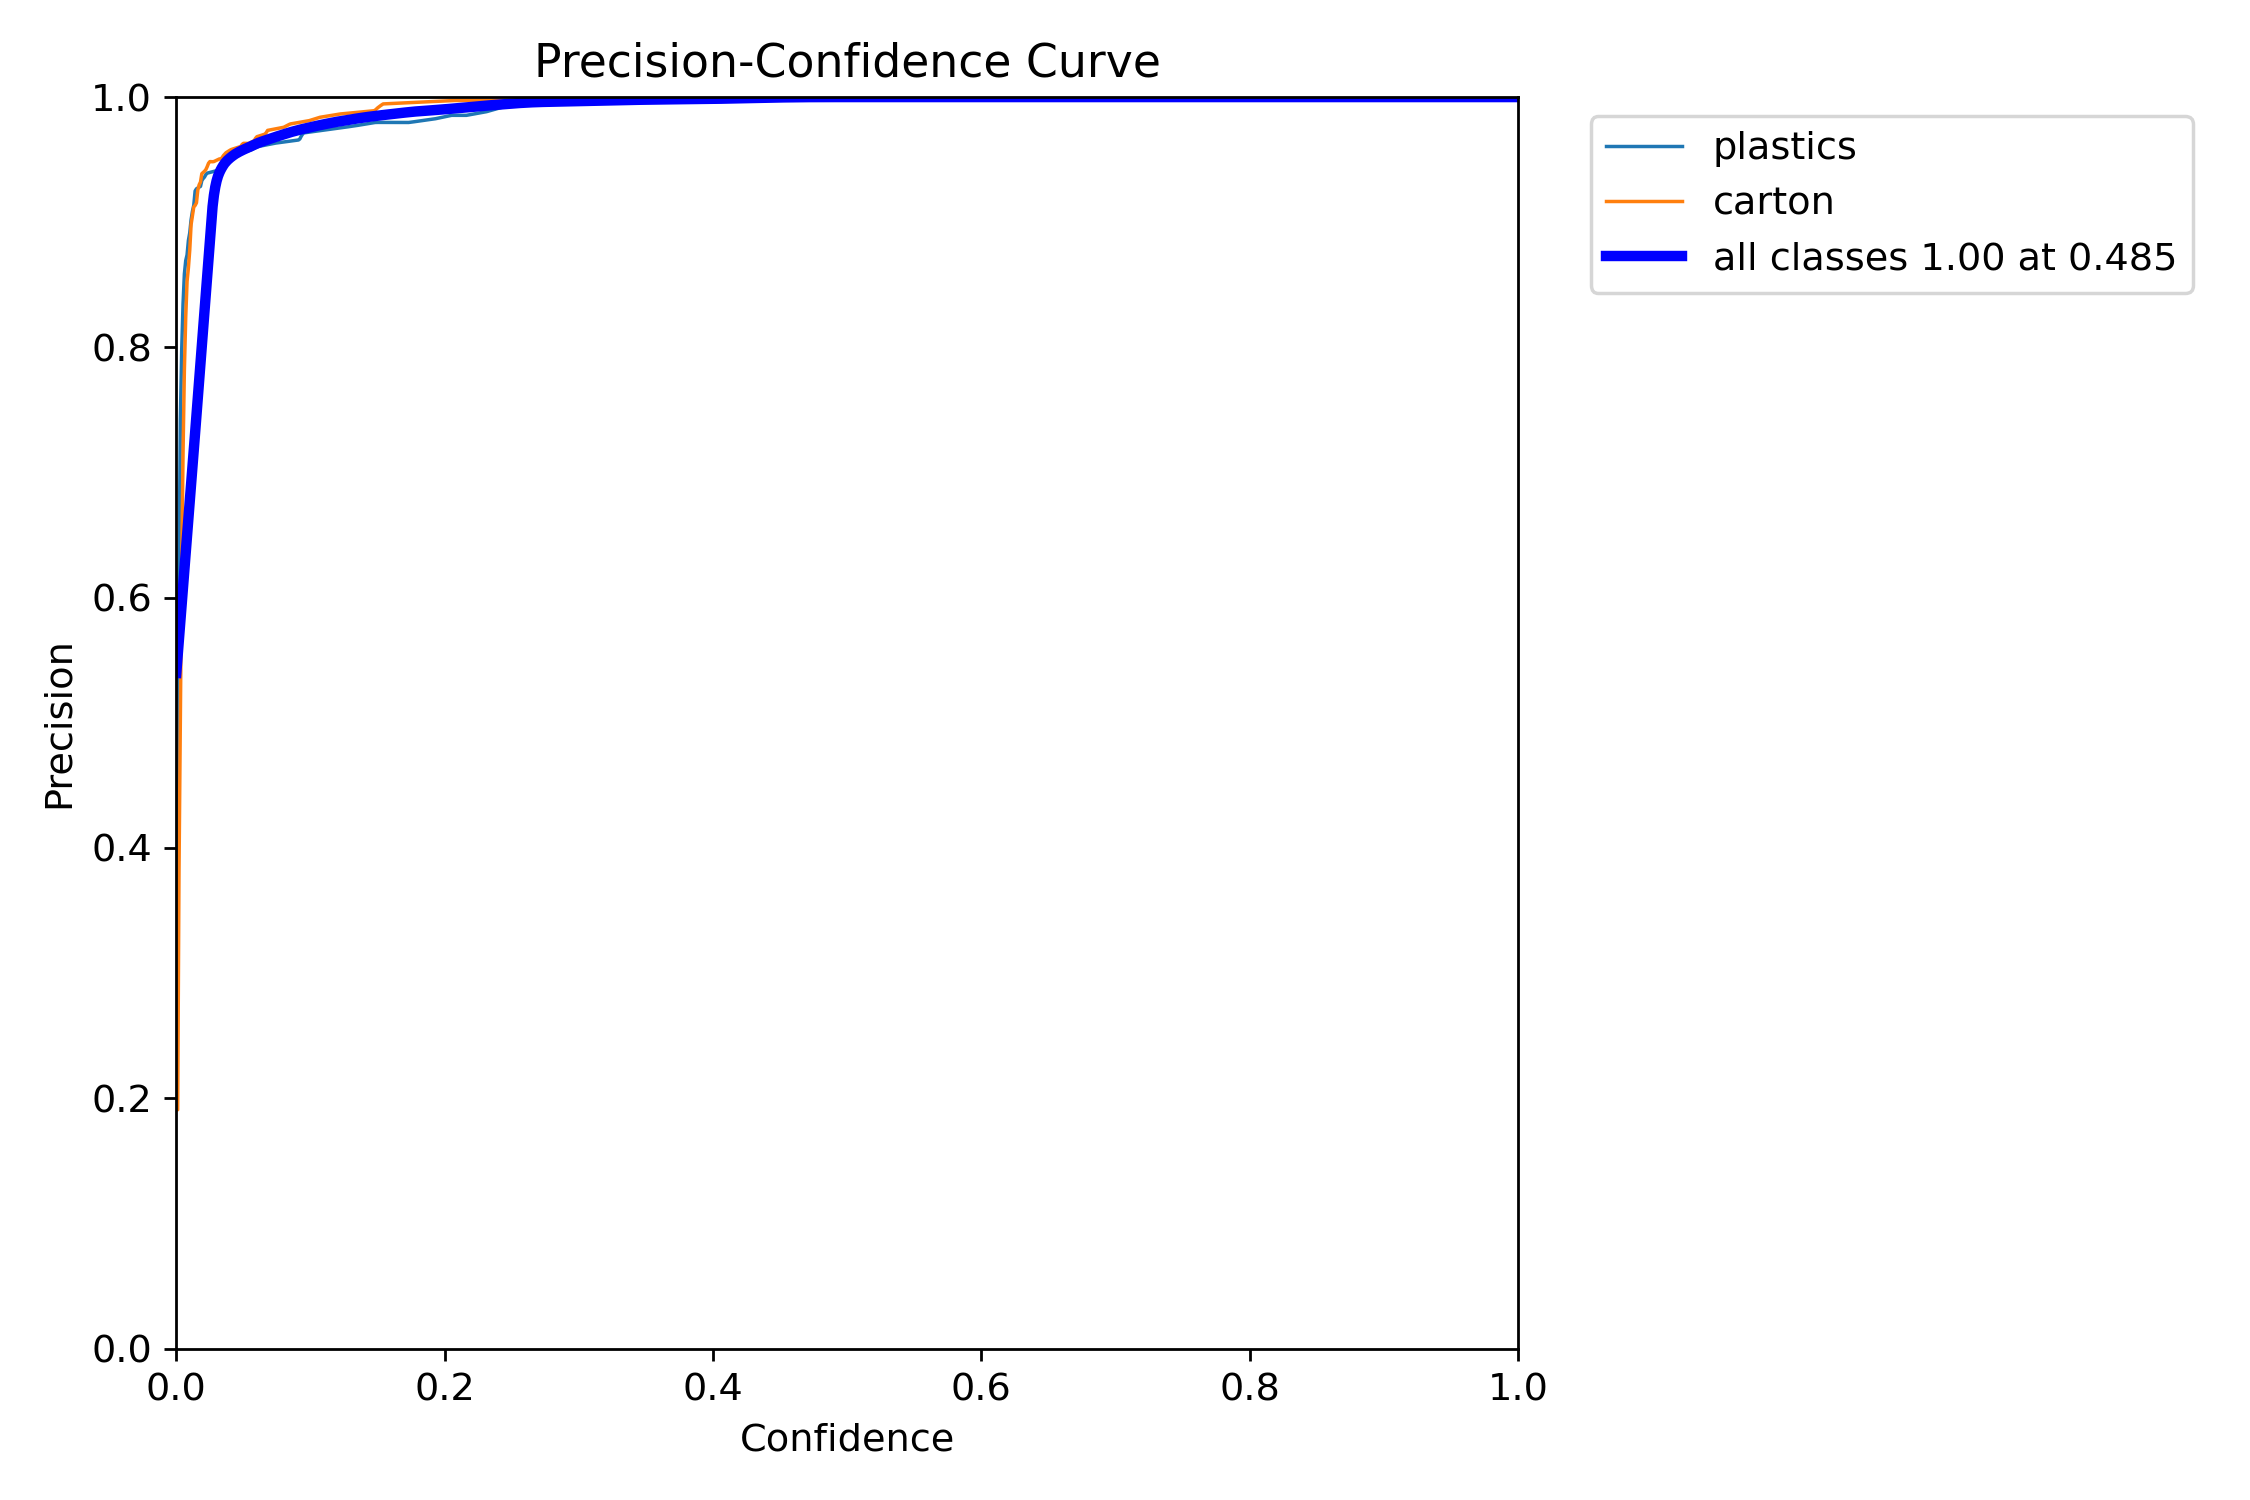 Precision-Confidence Curve
1.0
0.8
0.6
0.4
0.2
0.0
Precision
0.0 0.2 0.4 0.6 0.8 1.0
Confidence
plastics
carton
all classes 1.00 at 0.485